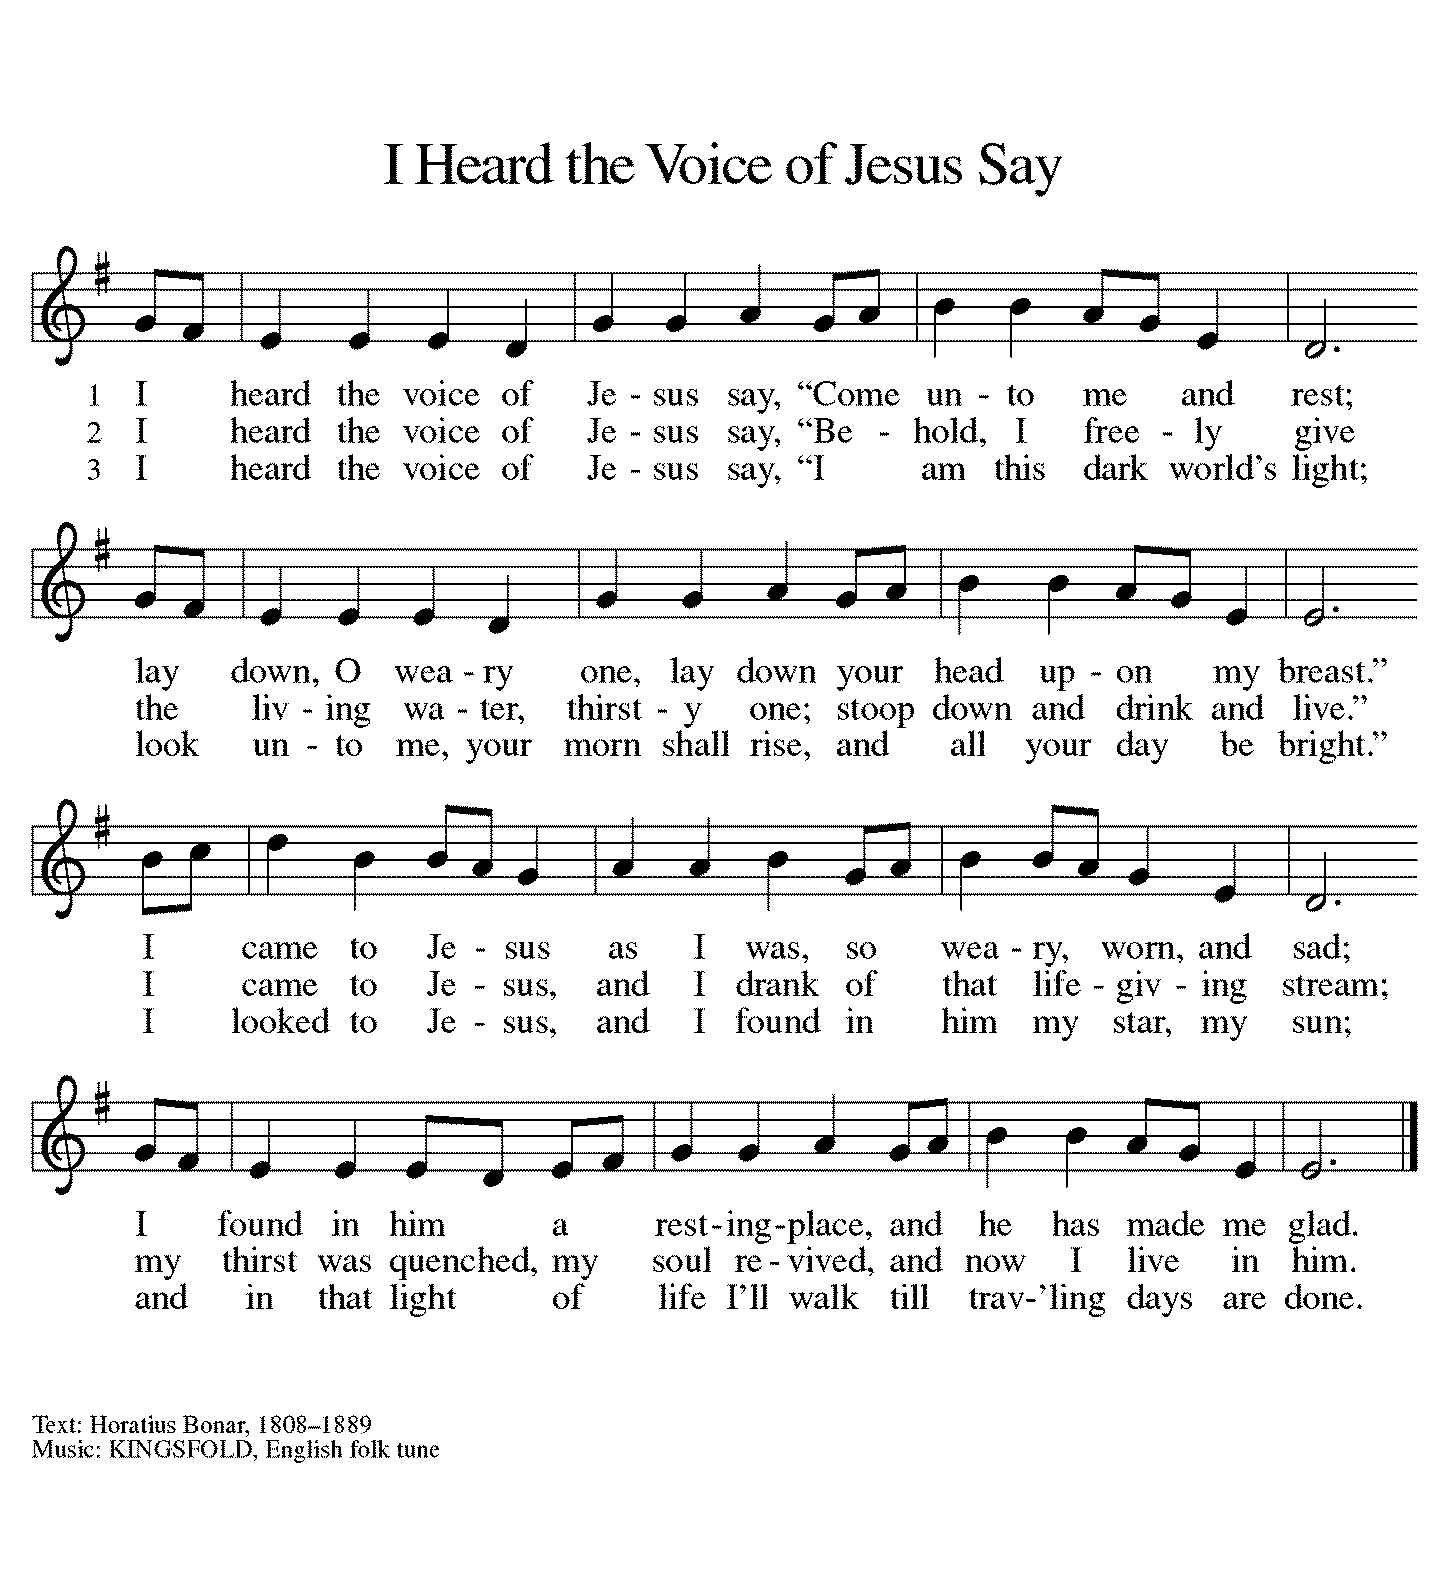 I Heard the Voice of Jesus Say
1 I heard the voice of Je - sus say, “Come un - to me and rest;
2 I heard the voice of Je - sus say, “Be - hold, I free - ly give
3 I heard the voice of Je - sus say, “I am this dark world’s light;
lay down, O wea - ry one, lay down your head up - on my breast.”
the liv - ing wa - ter, thirst - y one; stoop down and drink and live.”
look un - to me, your morn shall rise, and all your day be bright.”
I came to Je - sus as I was, so wea - ry, worn, and sad;
I came to Je - sus, and I drank of that life - giv - ing stream;
I looked to Je - sus, and I found in him my star, my sun;
I found in him a rest-ing-place, and he has made me glad.
my thirst was quenched, my soul re - vived, and now I live in him.
and in that light of life I’ll walk till trav-’ling days are done.
Text: Horatius Bonar, 1808–1889
Music: KINGSFOLD, English folk tune